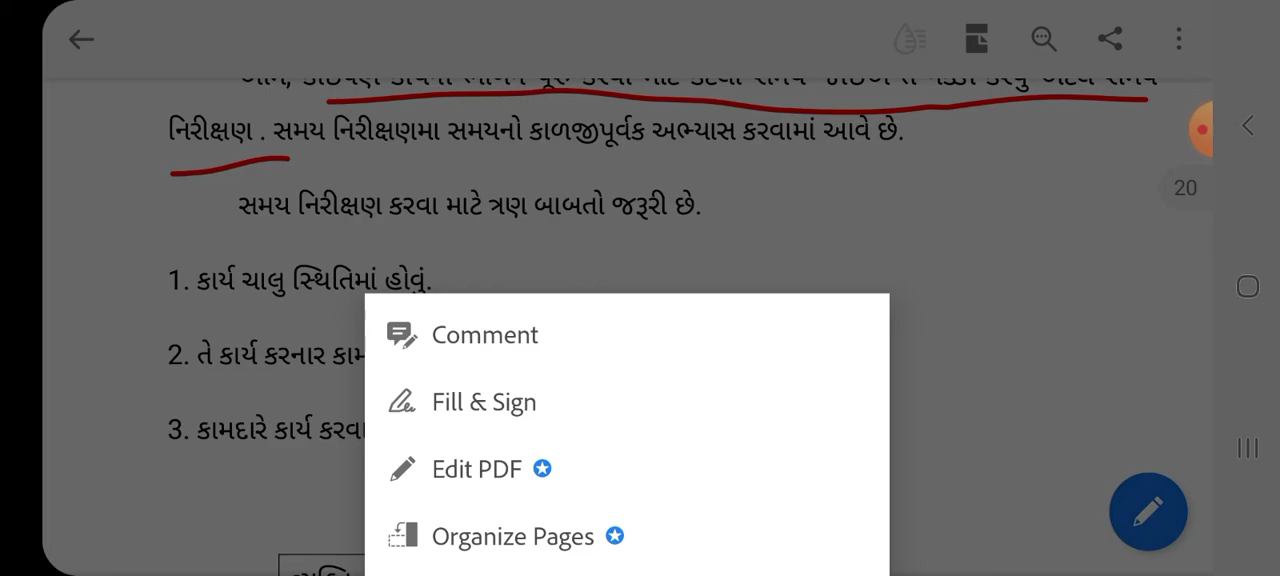 નિરીક્ષણ . સમય નિરીક્ષણમા સમયનો કાળજીપૂર્વક અભ્યાસ કરવામાં આવે છે.
20
સમય નિરીક્ષણ કરવા માટે ત્રણ બાબતો જરૂરી છે.
1. કાર્ય ચાલુ સ્થિતિમાં હોવું.
Comment
2. તે કાર્ય કરનાર
Fill & Sign
3. કામદારે કાર્ય
Edit PDF
Organize Pages